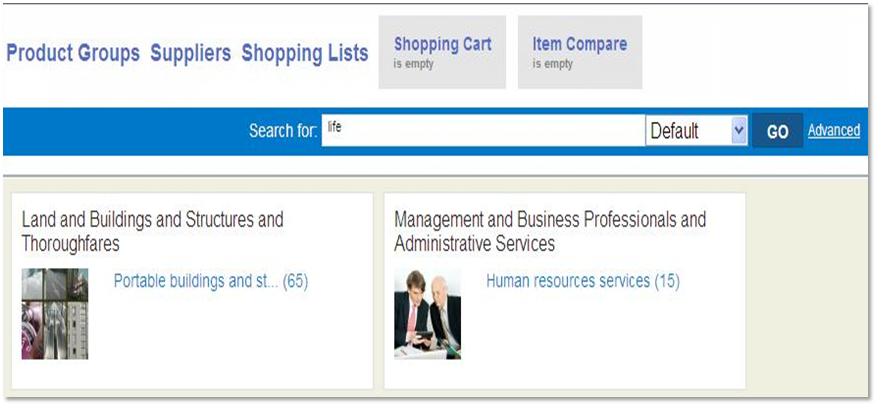 Product Groups Suppliers Shopping Lists
Shopping Cart
is empty
Item Compare
is empty
Search for: life Default GO Advanced
Land and Buildings and Structures and
Thoroughfares
Portable buildings and st... (65)
Management and Business Professionals and
Administrative Services
Human resources services (15)